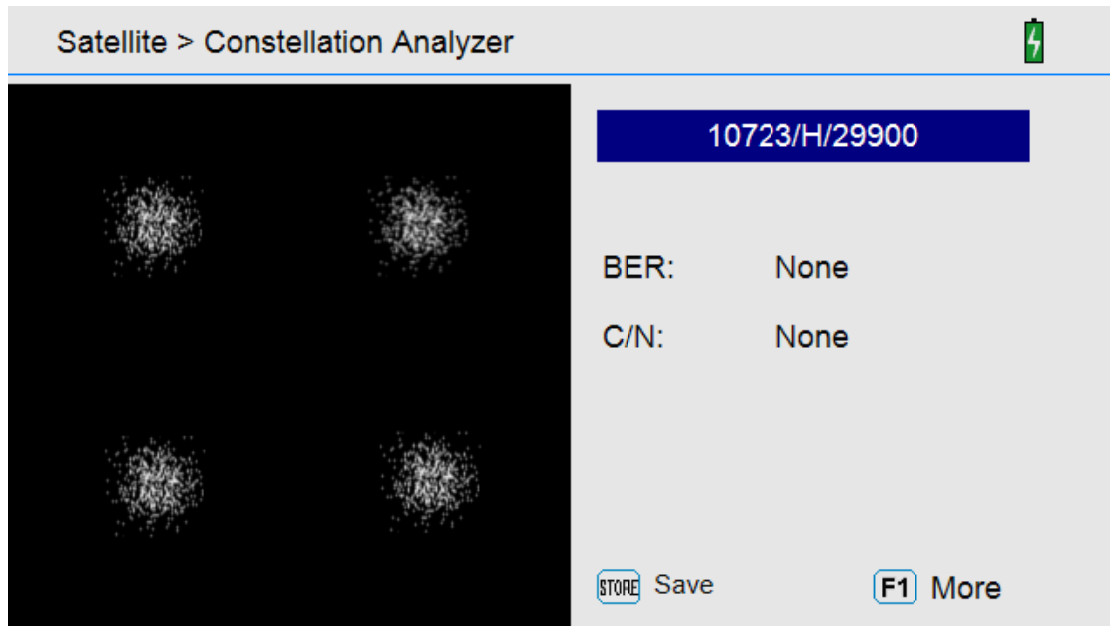 Satellite > Constellation Analyzer
10723/H/29900
BER: None
C/N: None
STORE Save F1 More